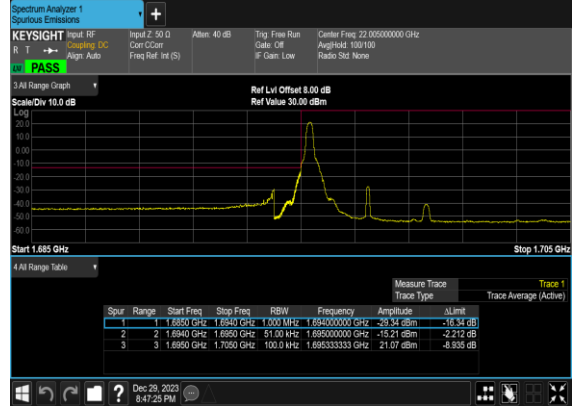 Spectrum Analyzer 1
Spurious Emissions
KEYSIGHT Input: RF Input Z: 50 Ω Atten: 40 dB Trig: Free Run Center Freq: 22.005000000 GHz
R T Coupling: DC Corr CCorr Gate: Off Avg|Hold: 100/100
Align: Auto Freq Ref: Int (S) IF Gain: Low Radio Std: None
PASS
3 All Range Graph
Ref Lvl Offset 8.00 dB
Scale/Div 10.0 dB Ref Value 30.00 dBm
Log
20.0
10.0
0.00
-10.0
-20.0
-30.0
-40.0
-50.0
-60.0
Start 1.685 GHz Stop 1.705 GHz
4 All Range Table
Measure Trace Trace 1
Trace Type Trace Average (Active)
Spur Range Start Freq Stop Freq RBW Frequency Amplitude ΔLimit
1 1 1.6850 GHz 1.6940 GHz 1.000 MHz 1.694000000 GHz -29.34 dBm -16.34 dB
2 2 1.6940 GHz 1.6950 GHz 51.00 kHz 1.695000000 GHz -15.21 dBm -2.212 dB
3 3 1.6950 GHz 1.7050 GHz 100.0 kHz 1.695333333 GHz 21.07 dBm -8.935 dB
Dec 29, 2023
8:47:25 PM